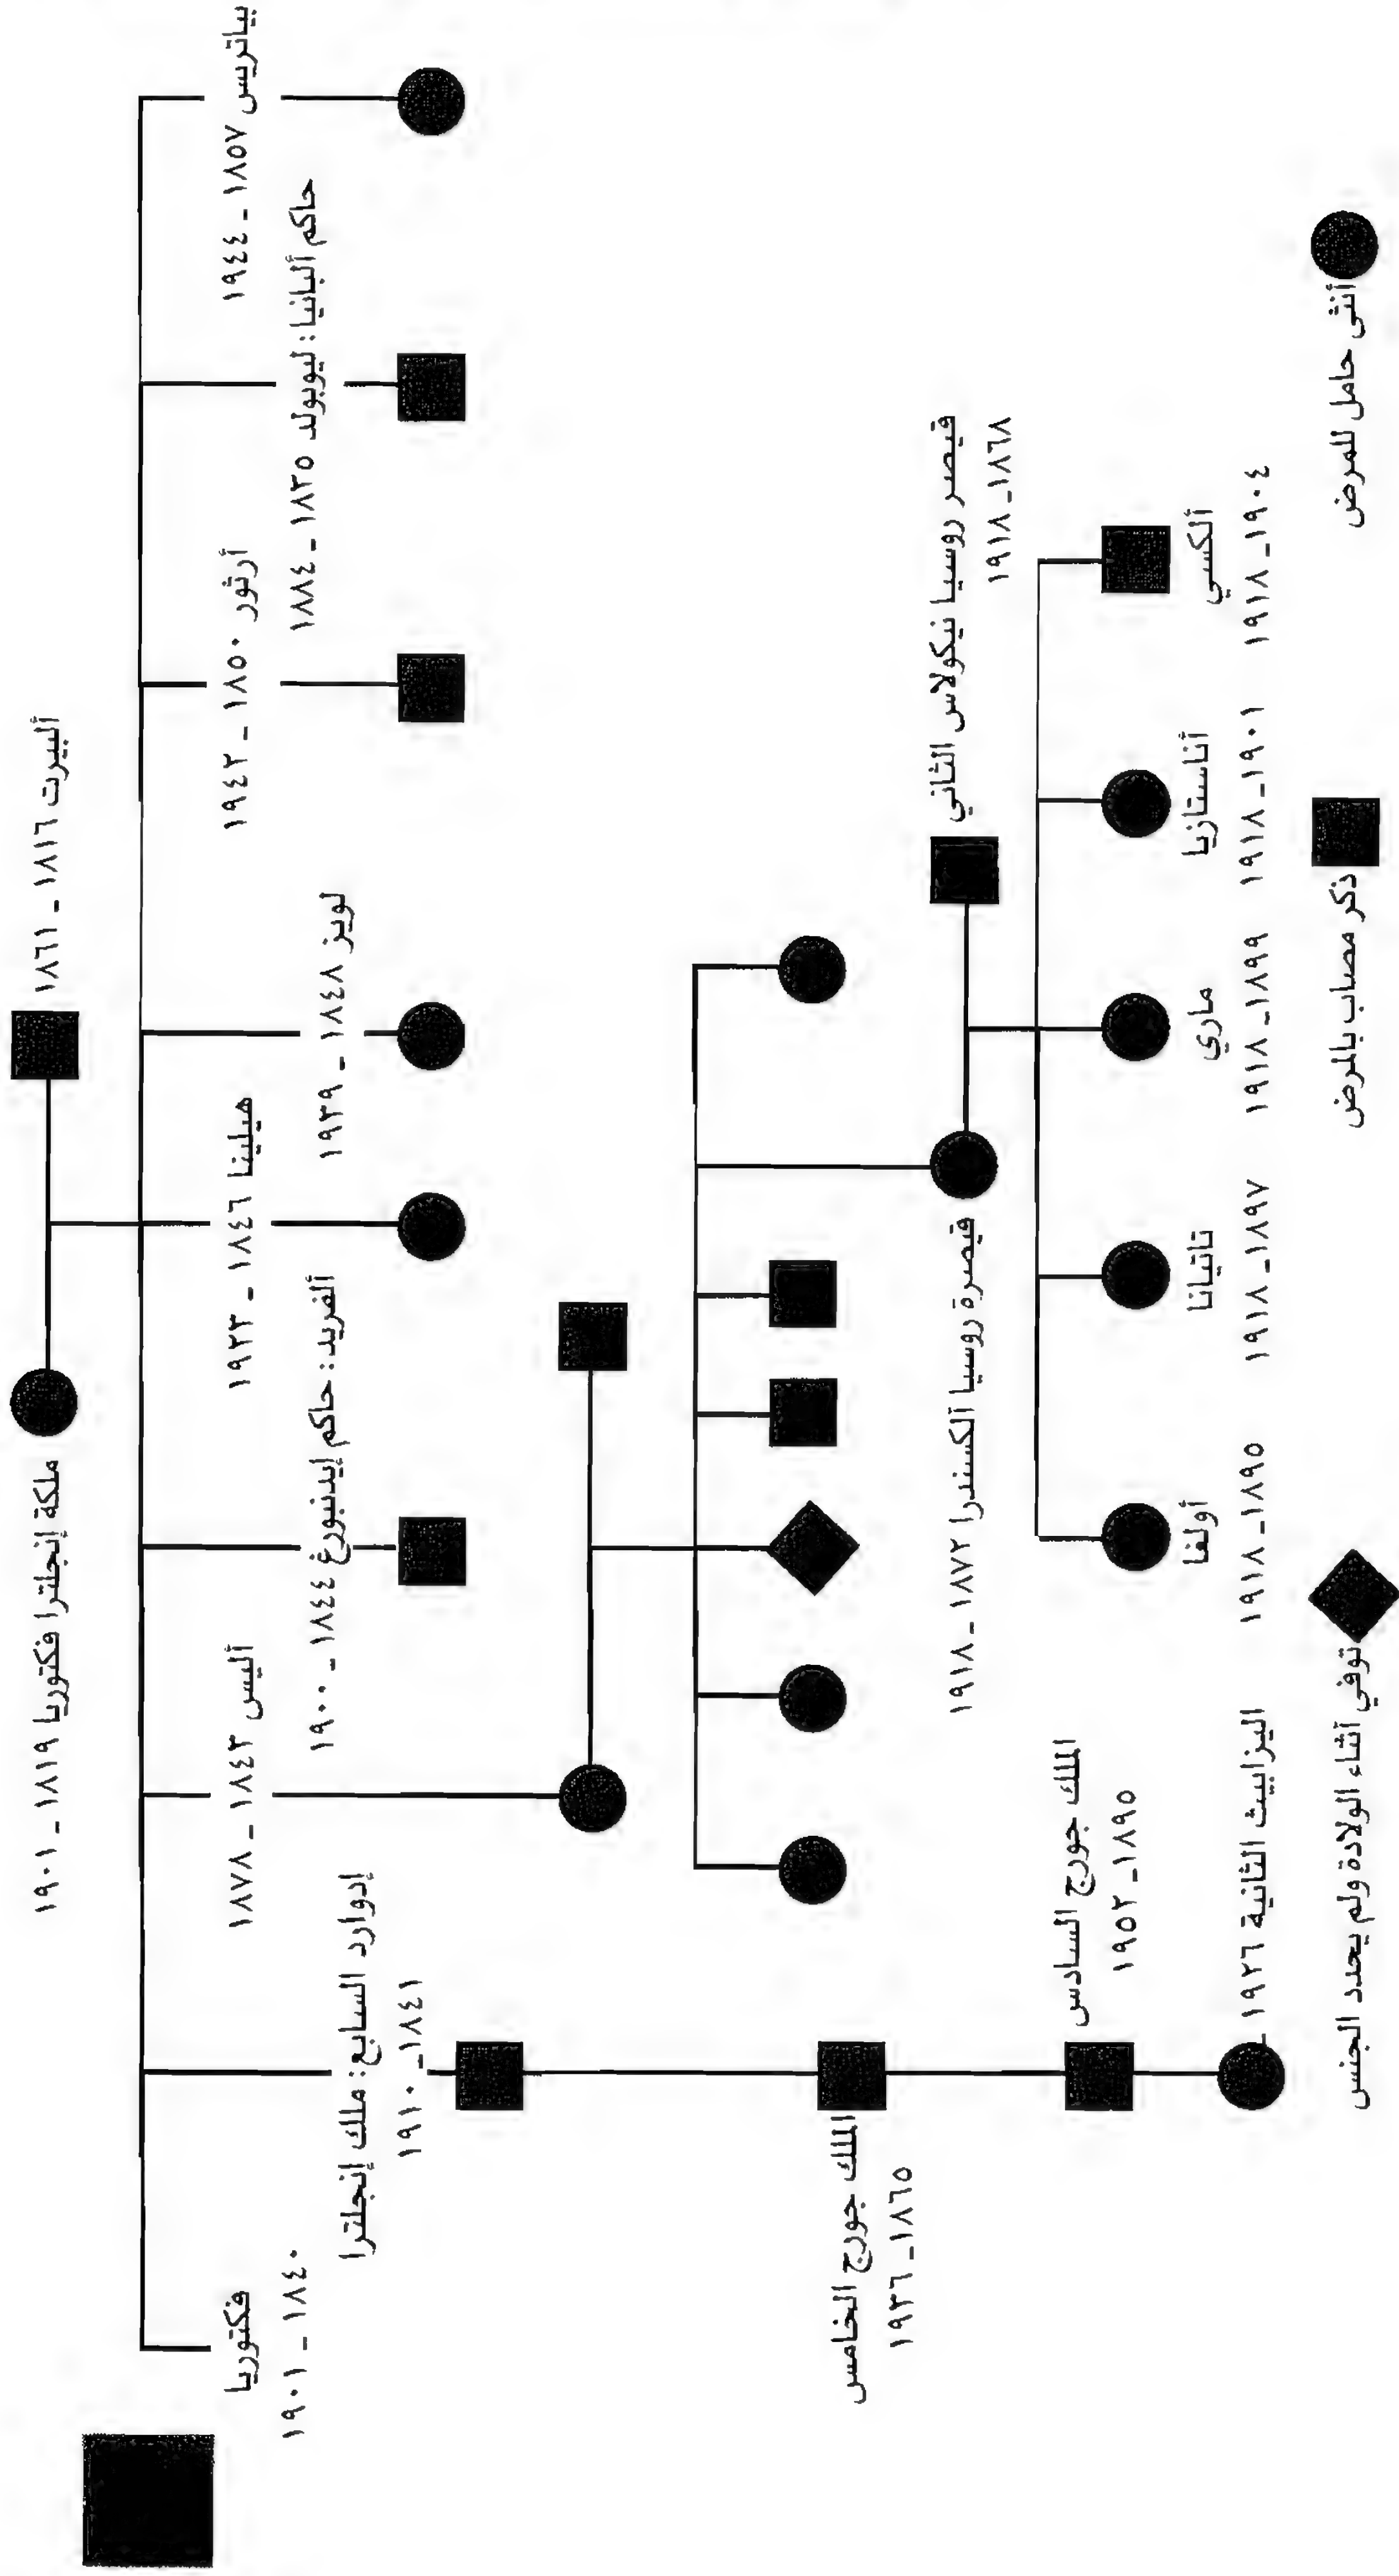 ملكة إنجلترا فكتوريا ١٨١٩ - ١٩٠١
ألبيرت ١٨١٦ - ١٨٦١
فكتوريا
١٨٤٠ - ١٩٠١
إدوارد السابع: ملك إنجلترا
١٨٤١ - ١٩١٠
أليس ١٨٤٣ - ١٨٧٨
ألفريد: حاكم إيدنبورغ ١٨٤٤ - ١٩٠٠
هيلينا ١٨٤٦ - ١٩٢٣
لويز ١٨٤٨ - ١٩٣٩
أرثور ١٨٥٠ - ١٩٤٢
حاكم ألبانيا: ليوبولد ١٨٣٥ - ١٨٨٤
بياتريس ١٨٥٧ - ١٩٤٤
الملك جورج الخامس
١٨٦٥ - ١٩٣٦
قيصرة روسيا ألكسندرا ١٨٧٢ - ١٩١٨
قيصر روسيا نيكولاس الثاني
١٨٦٨ - ١٩١٨
الملك جورج السادس
١٨٩٥ - ١٩٥٢
أولغا
١٨٩٥ - ١٩١٨
تاتيانا
١٨٩٧ - ١٩١٨
ماري
١٨٩٩ - ١٩١٨
أناستازيا
١٩٠١ - ١٩١٨
ألكسي
١٩٠٤ - ١٩١٨
اليزابيث الثانية ١٩٢٦ -
توفي أثناء الولادة ولم يحدد الجنس
ذكر مصاب بالمرض
أنثى حامل للمرض